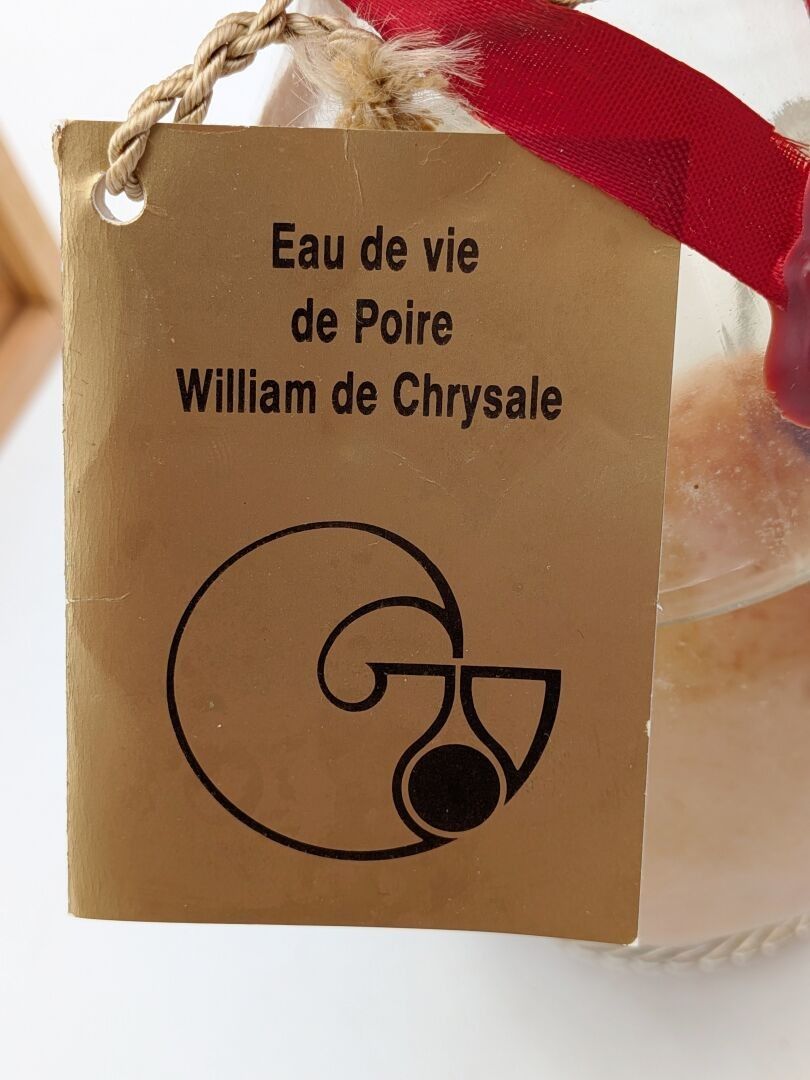 Eau de vie
de Poire
William de Chrysale